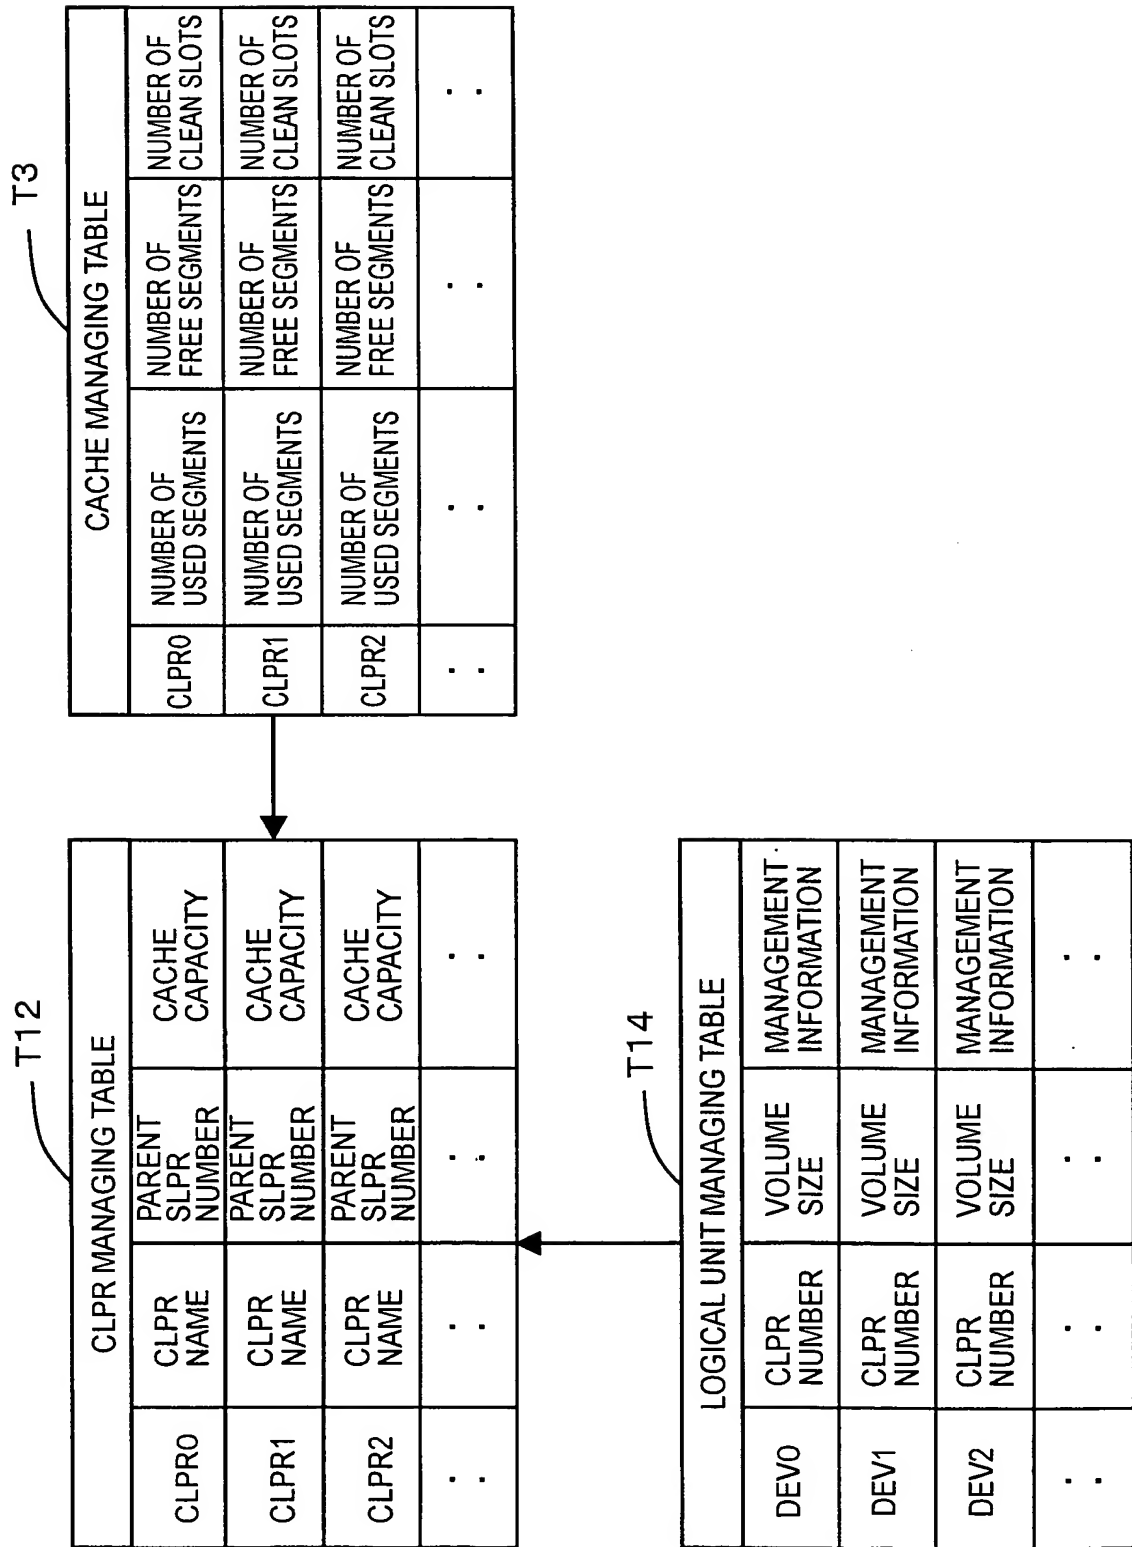 T12
CLPR MANAGING TABLE
CLPR0
CLPR
NAME
PARENT
SLPR
NUMBER
CACHE
CAPACITY
CLPR1
CLPR
NAME
PARENT
SLPR
NUMBER
CACHE
CAPACITY
CLPR2
CLPR
NAME
PARENT
SLPR
NUMBER
CACHE
CAPACITY
: : : :
T3
CACHE MANAGING TABLE
CLPR0
NUMBER OF
USED SEGMENTS
NUMBER OF
FREE SEGMENTS
NUMBER OF
CLEAN SLOTS
CLPR1
NUMBER OF
USED SEGMENTS
NUMBER OF
FREE SEGMENTS
NUMBER OF
CLEAN SLOTS
CLPR2
NUMBER OF
USED SEGMENTS
NUMBER OF
FREE SEGMENTS
NUMBER OF
CLEAN SLOTS
: : : :
T14
LOGICAL UNIT MANAGING TABLE
DEV0
CLPR
NUMBER
VOLUME
SIZE
MANAGEMENT
INFORMATION
DEV1
CLPR
NUMBER
VOLUME
SIZE
MANAGEMENT
INFORMATION
DEV2
CLPR
NUMBER
VOLUME
SIZE
MANAGEMENT
INFORMATION
: : : :